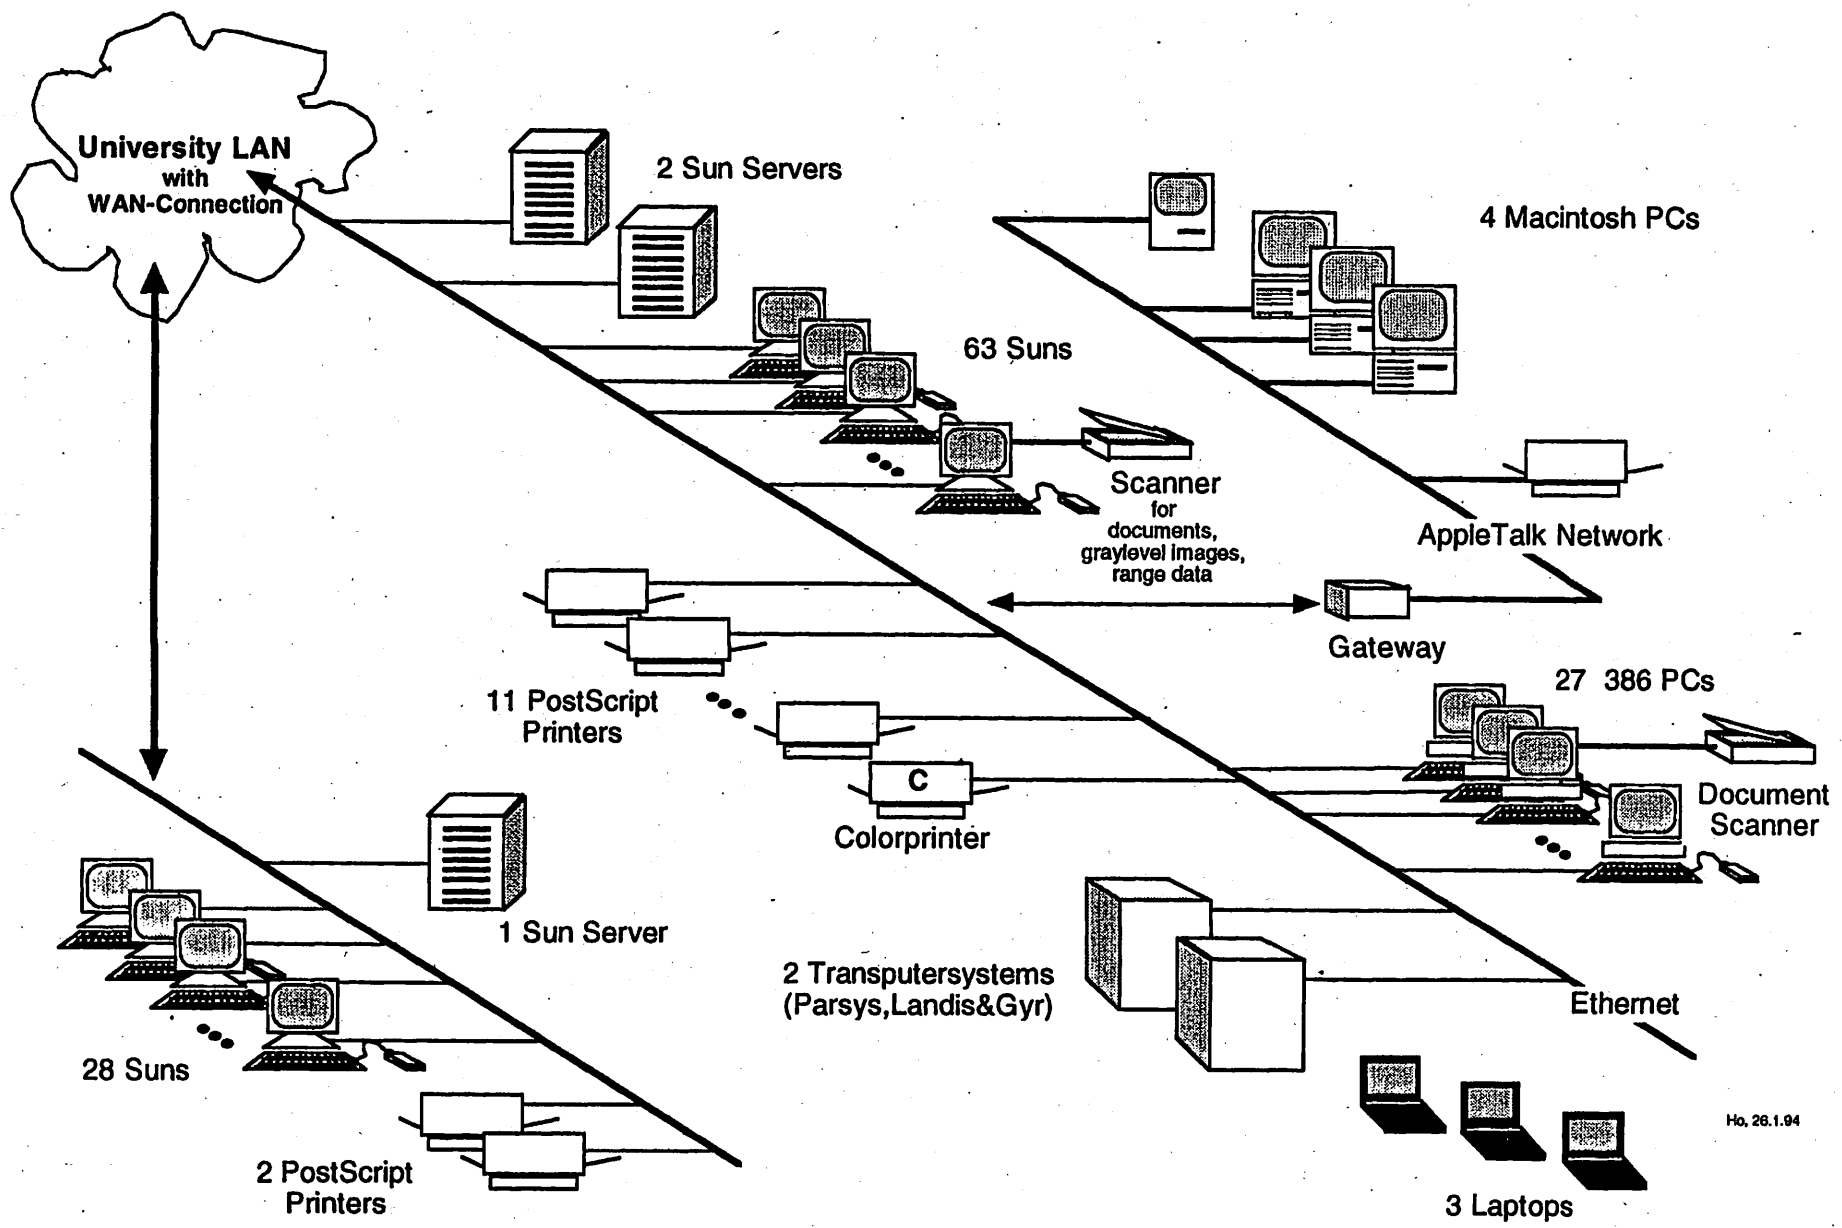 University LAN
with
WAN-Connection
2 Sun Servers
4 Macintosh PCs
63 Suns
Scanner
for
documents,
graylevel images,
range data
AppleTalk Network
Gateway
11 PostScript
Printers
27 386 PCs
C
Colorprinter
Document
Scanner
1 Sun Server
2 Transputersystems
(Parsys,Landis&Gyr)
Ethernet
28 Suns
2 PostScript
Printers
3 Laptops
Ho, 26.1.94